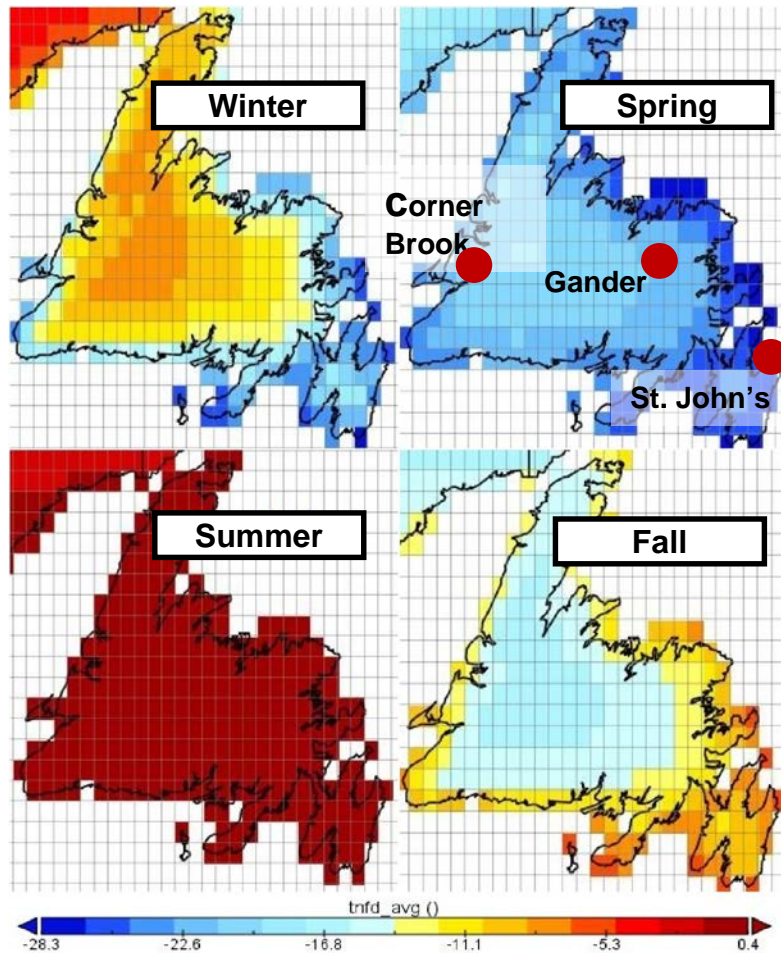 Winter
Spring
Corner
Brook
Gander
St. John's
Summer
Fall
tnfd_avg ()
-28.3
-22.6
-16.8
-11.1
-5.3
0.4